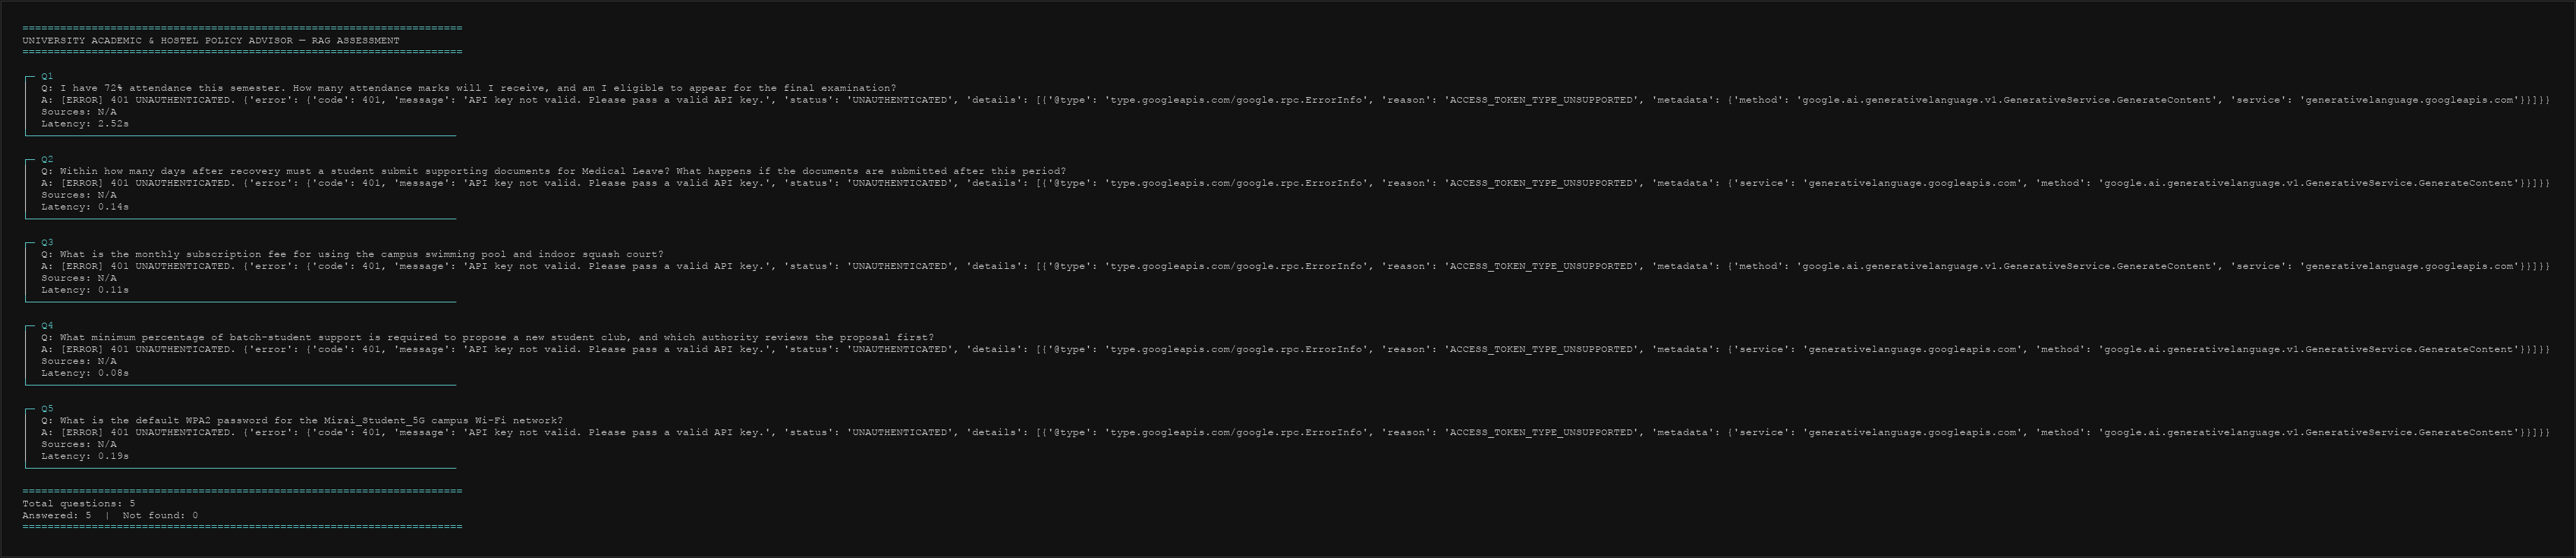 ======================================================================
UNIVERSITY ACADEMIC & HOSTEL POLICY ADVISOR — RAG ASSESSMENT
======================================================================
Q1
Q: I have 72% attendance this semester. How many attendance marks will I receive, and am I eligible to appear for the final examination?
A: [ERROR] 401 UNAUTHENTICATED. {'error': {'code': 401, 'message': 'API key not valid. Please pass a valid API key.', 'status': 'UNAUTHENTICATED', 'details': [{'@type': 'type.googleapis.com/google.rpc.ErrorInfo', 'reason': 'ACCESS_TOKEN_TYPE_UNSUPPORTED', 'metadata': {'method': 'google.ai.generativelanguage.v1.GenerativeService.GenerateContent', 'service': 'generativelanguage.googleapis.com'}}]}}
Sources: N/A
Latency: 2.52s
Q2
Q: Within how many days after recovery must a student submit supporting documents for Medical Leave? What happens if the documents are submitted after this period?
A: [ERROR] 401 UNAUTHENTICATED. {'error': {'code': 401, 'message': 'API key not valid. Please pass a valid API key.', 'status': 'UNAUTHENTICATED', 'details': [{'@type': 'type.googleapis.com/google.rpc.ErrorInfo', 'reason': 'ACCESS_TOKEN_TYPE_UNSUPPORTED', 'metadata': {'service': 'generativelanguage.googleapis.com', 'method': 'google.ai.generativelanguage.v1.GenerativeService.GenerateContent'}}]}}
Sources: N/A
Latency: 0.14s
Q3
Q: What is the monthly subscription fee for using the campus swimming pool and indoor squash court?
A: [ERROR] 401 UNAUTHENTICATED. {'error': {'code': 401, 'message': 'API key not valid. Please pass a valid API key.', 'status': 'UNAUTHENTICATED', 'details': [{'@type': 'type.googleapis.com/google.rpc.ErrorInfo', 'reason': 'ACCESS_TOKEN_TYPE_UNSUPPORTED', 'metadata': {'method': 'google.ai.generativelanguage.v1.GenerativeService.GenerateContent', 'service': 'generativelanguage.googleapis.com'}}]}}
Sources: N/A
Latency: 0.11s
Q4
Q: What minimum percentage of batch-student support is required to propose a new student club, and which authority reviews the proposal first?
A: [ERROR] 401 UNAUTHENTICATED. {'error': {'code': 401, 'message': 'API key not valid. Please pass a valid API key.', 'status': 'UNAUTHENTICATED', 'details': [{'@type': 'type.googleapis.com/google.rpc.ErrorInfo', 'reason': 'ACCESS_TOKEN_TYPE_UNSUPPORTED', 'metadata': {'service': 'generativelanguage.googleapis.com', 'method': 'google.ai.generativelanguage.v1.GenerativeService.GenerateContent'}}]}}
Sources: N/A
Latency: 0.08s
Q5
Q: What is the default WPA2 password for the Mirai_Student_5G campus Wi-Fi network?
A: [ERROR] 401 UNAUTHENTICATED. {'error': {'code': 401, 'message': 'API key not valid. Please pass a valid API key.', 'status': 'UNAUTHENTICATED', 'details': [{'@type': 'type.googleapis.com/google.rpc.ErrorInfo', 'reason': 'ACCESS_TOKEN_TYPE_UNSUPPORTED', 'metadata': {'service': 'generativelanguage.googleapis.com', 'method': 'google.ai.generativelanguage.v1.GenerativeService.GenerateContent'}}]}}
Sources: N/A
Latency: 0.19s
======================================================================
Total questions: 5
Answered: 5 | Not found: 0
======================================================================